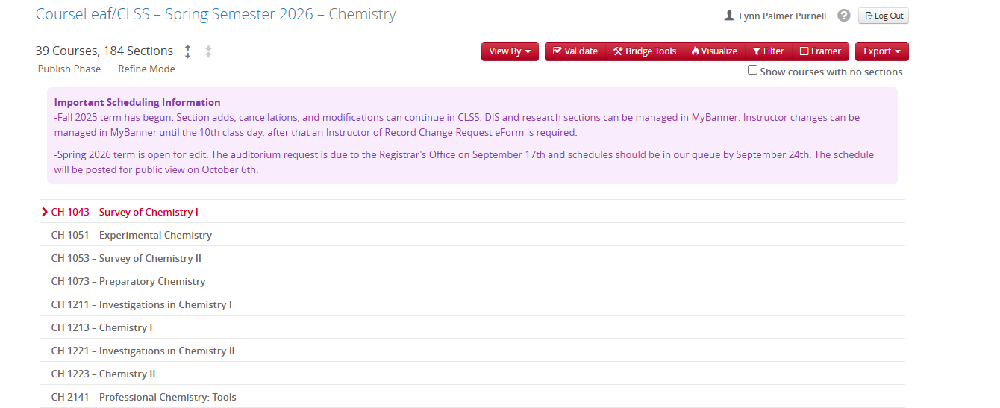 CourseLeaf/CLSS – Spring Semester 2026 – Chemistry
Lynn Palmer Purnell
?
Log Out
39 Courses, 184 Sections
View By
Validate
Bridge Tools
Visualize
Filter
Framer
Export
Publish Phase
Refine Mode
Show courses with no sections
Important Scheduling Information
-Fall 2025 term has begun. Section adds, cancellations, and modifications can continue in CLSS. DIS and research sections can be managed in MyBanner. Instructor changes can be
managed in MyBanner until the 10th class day, after that an Instructor of Record Change Request eForm is required.
-Spring 2026 term is open for edit. The auditorium request is due to the Registrar's Office on September 17th and schedules should be in our queue by September 24th. The schedule
will be posted for public view on October 6th.
CH 1043 – Survey of Chemistry I
CH 1051 – Experimental Chemistry
CH 1053 – Survey of Chemistry II
CH 1073 – Preparatory Chemistry
CH 1211 – Investigations in Chemistry I
CH 1213 – Chemistry I
CH 1221 – Investigations in Chemistry II
CH 1223 – Chemistry II
CH 2141 – Professional Chemistry: Tools